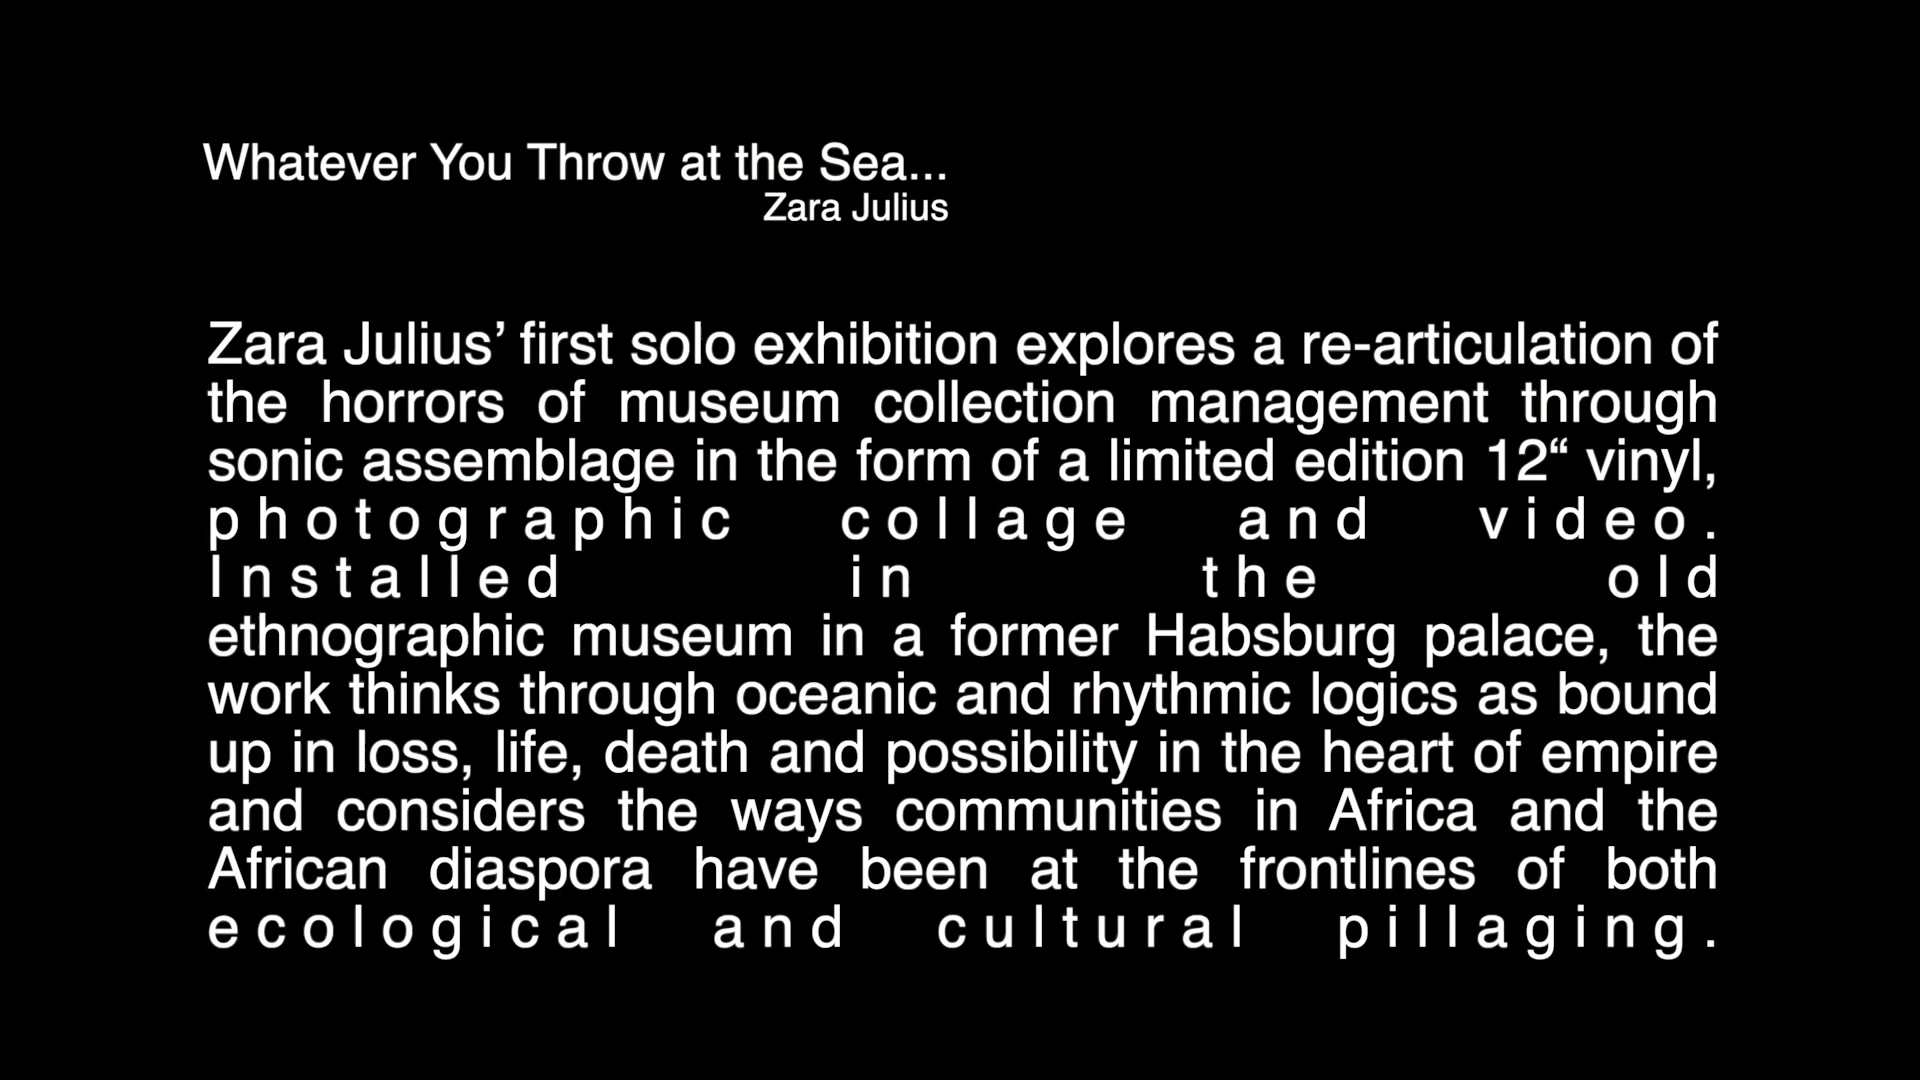 Whatever You Throw at the Sea...
Zara Julius
Zara Julius’ first solo exhibition explores a re-articulation of
the horrors of museum collection management through
sonic assemblage in the form of a limited edition 12“ vinyl,
photographic collage and video.
Installed in the old
ethnographic museum in a former Habsburg palace, the
work thinks through oceanic and rhythmic logics as bound
up in loss, life, death and possibility in the heart of empire
and considers the ways communities in Africa and the
African diaspora have been at the frontlines of both
ecological and cultural pillaging.